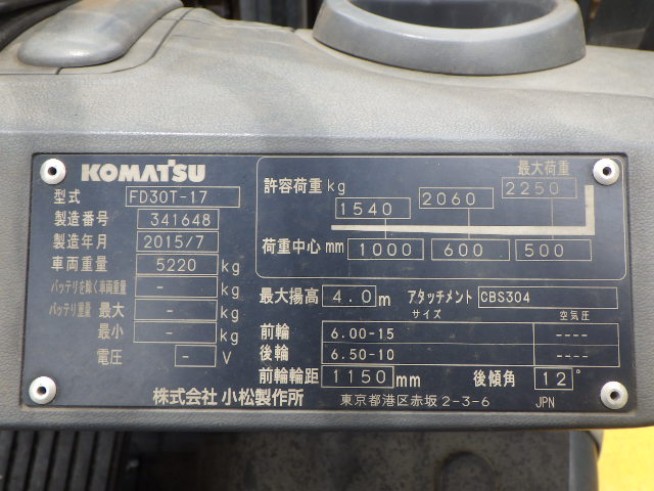 KOMATSU
型式 FD30T-17
製造番号 341648
製造年月 2015/7
車両重量 5220 kg
バッテリを除く車両重量 - kg
バッテリ重量 最大 - kg
最小 - kg
電圧 - V
最大荷重
許容荷重 kg 1540 2060 2250
荷重中心 mm 1000 600 500
最大揚高 4.0 m アタッチメント CBS304
サイズ 空気圧
前輪 6.00-15 ----
後輪 6.50-10 ----
前輪輪距 1150 mm 後傾角 12°
株式会社 小松製作所 東京都港区赤坂2-3-6 JPN